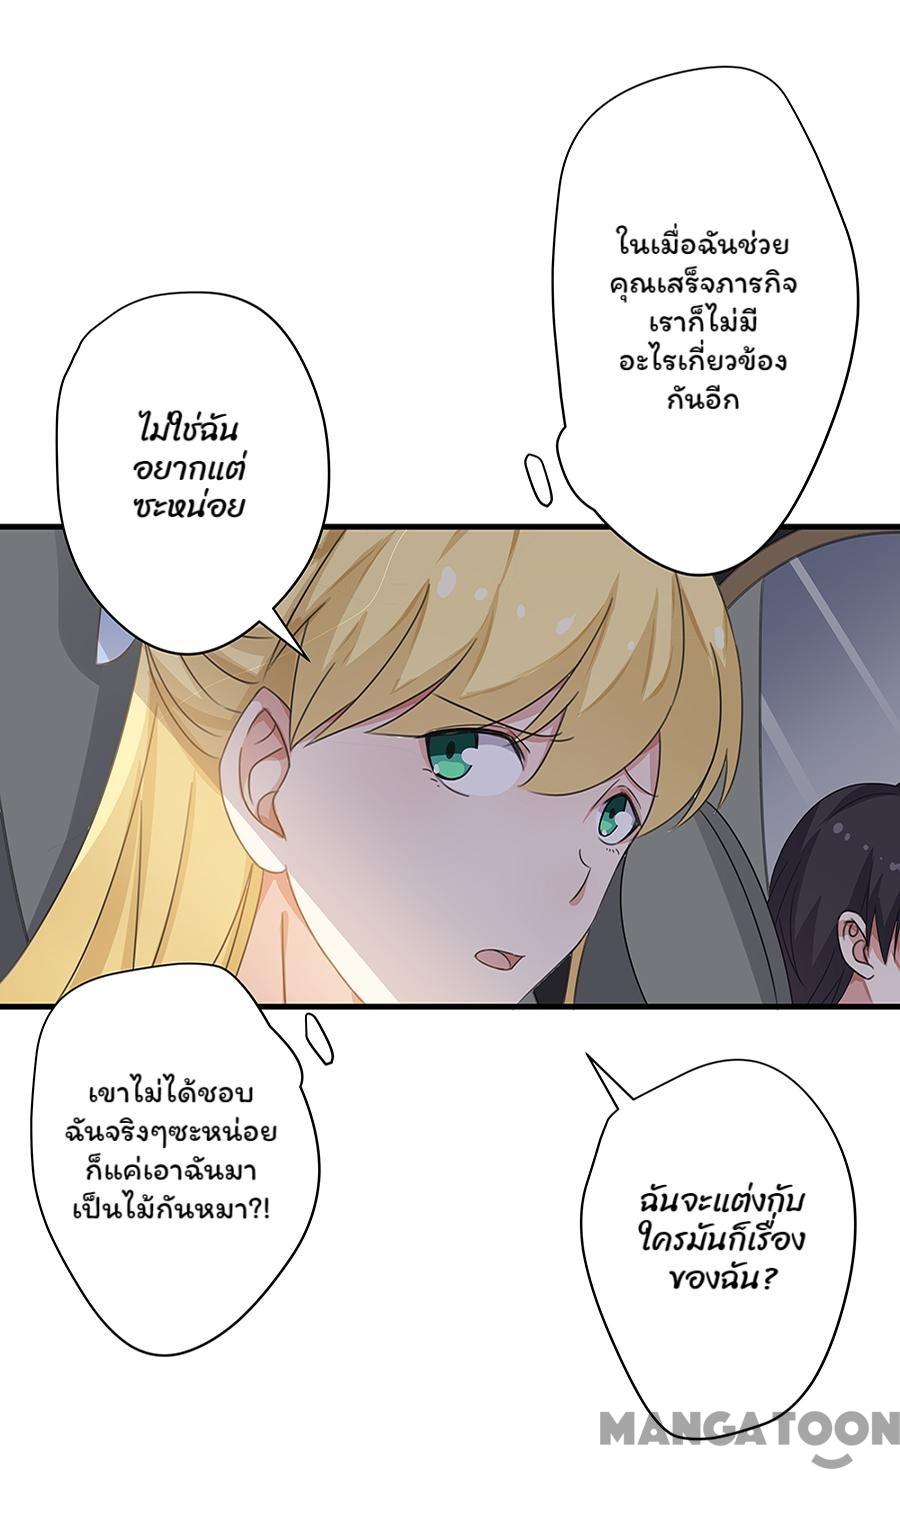 ในเมื่อฉันช่วย
คุณเสร็จภารกิจ
เราก็ไม่มี
อะไรเกี่ยวข้อง
กันอีก
ไม่ใช่ฉัน
อยากแต่
ซะหน่อย
เขาไม่ได้ชอบ
ฉันจริงๆซะหน่อย
ก็แค่เอาฉันมา
เป็นไม้กันหมา?!
ฉันจะแต่งกับ
ใครมันก็เรื่อง
ของฉัน?
MANGATOON